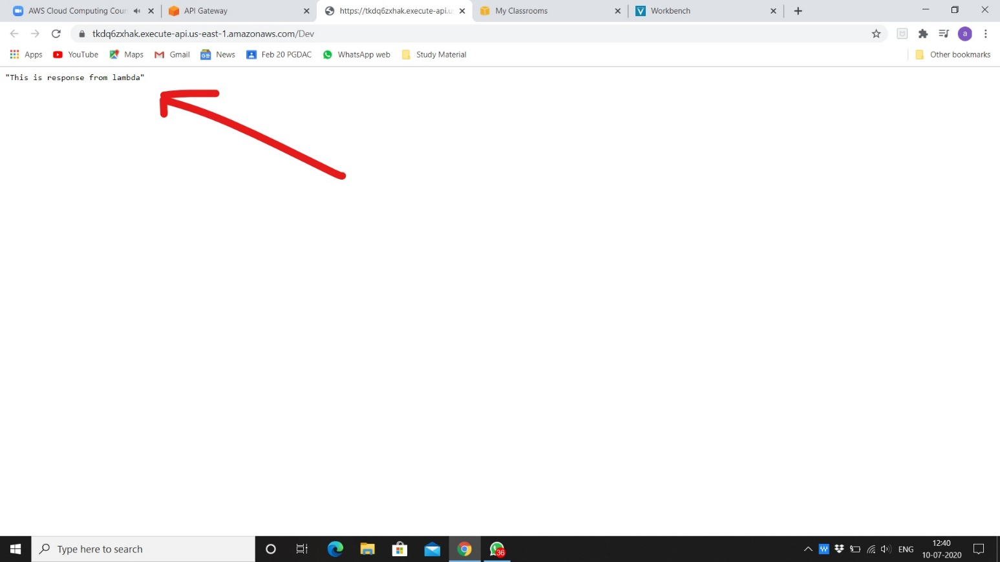 AWS Cloud Computing Cour
API Gateway
https://tkdq6zxhak.execute-api.u
My Classrooms
Workbench
tkdq6zxhak.execute-api.us-east-1.amazonaws.com/Dev
a
Apps
YouTube
Maps
Gmail
News
Feb 20 PGDAC
WhatsApp web
Study Material
Other bookmarks
"This is response from lambda"
Type here to search
36
ENG
12:40
10-07-2020